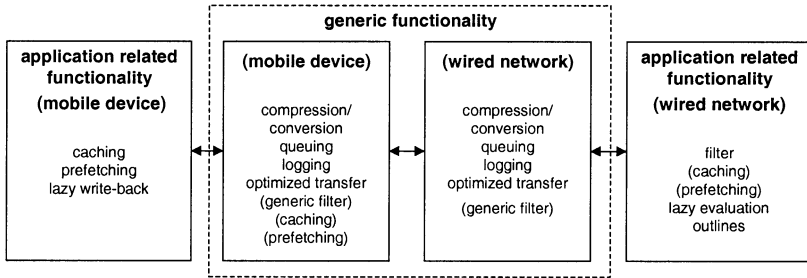 generic functionality
application related
functionality
(mobile device)
caching
prefetching
lazy write-back
(mobile device)
compression/
conversion
queuing
logging
optimized transfer
(generic filter)
(caching)
(prefetching)
(wired network)
compression/
conversion
queuing
logging
optimized transfer
(generic filter)
application related
functionality
(wired network)
filter
(caching)
(prefetching)
lazy evaluation
outlines